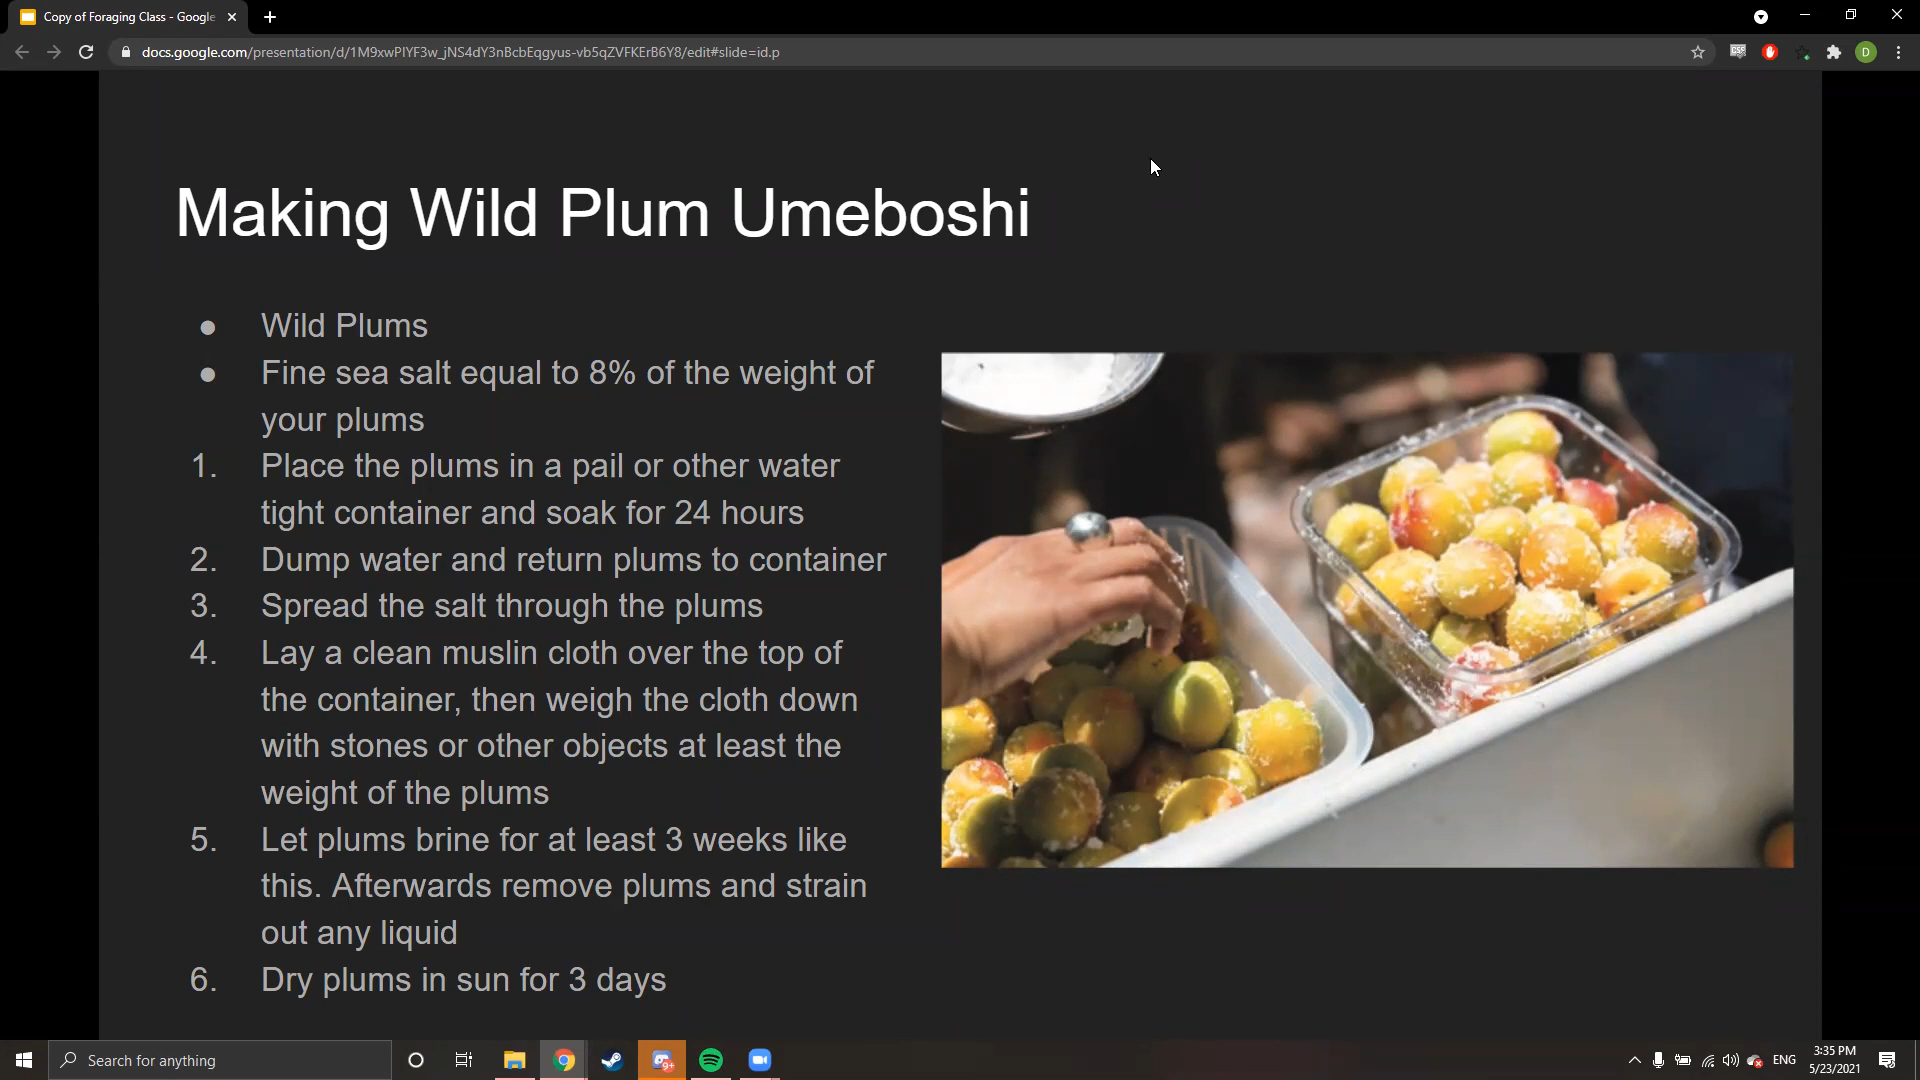 Copy of Foraging Class - Google
docs.google.com/presentation/d/1M9xwPIYF3w_jNS4dY3nBcbEqgyus-vb5qZVFKErB6Y8/edit#slide=id.p
D
Making Wild Plum Umeboshi
● Wild Plums
● Fine sea salt equal to 8% of the weight of
your plums
1. Place the plums in a pail or other water
tight container and soak for 24 hours
2. Dump water and return plums to container
3. Spread the salt through the plums
4. Lay a clean muslin cloth over the top of
the container, then weigh the cloth down
with stones or other objects at least the
weight of the plums
5. Let plums brine for at least 3 weeks like
this. Afterwards remove plums and strain
out any liquid
6. Dry plums in sun for 3 days
Search for anything
9+
ENG
3:35 PM
5/23/2021